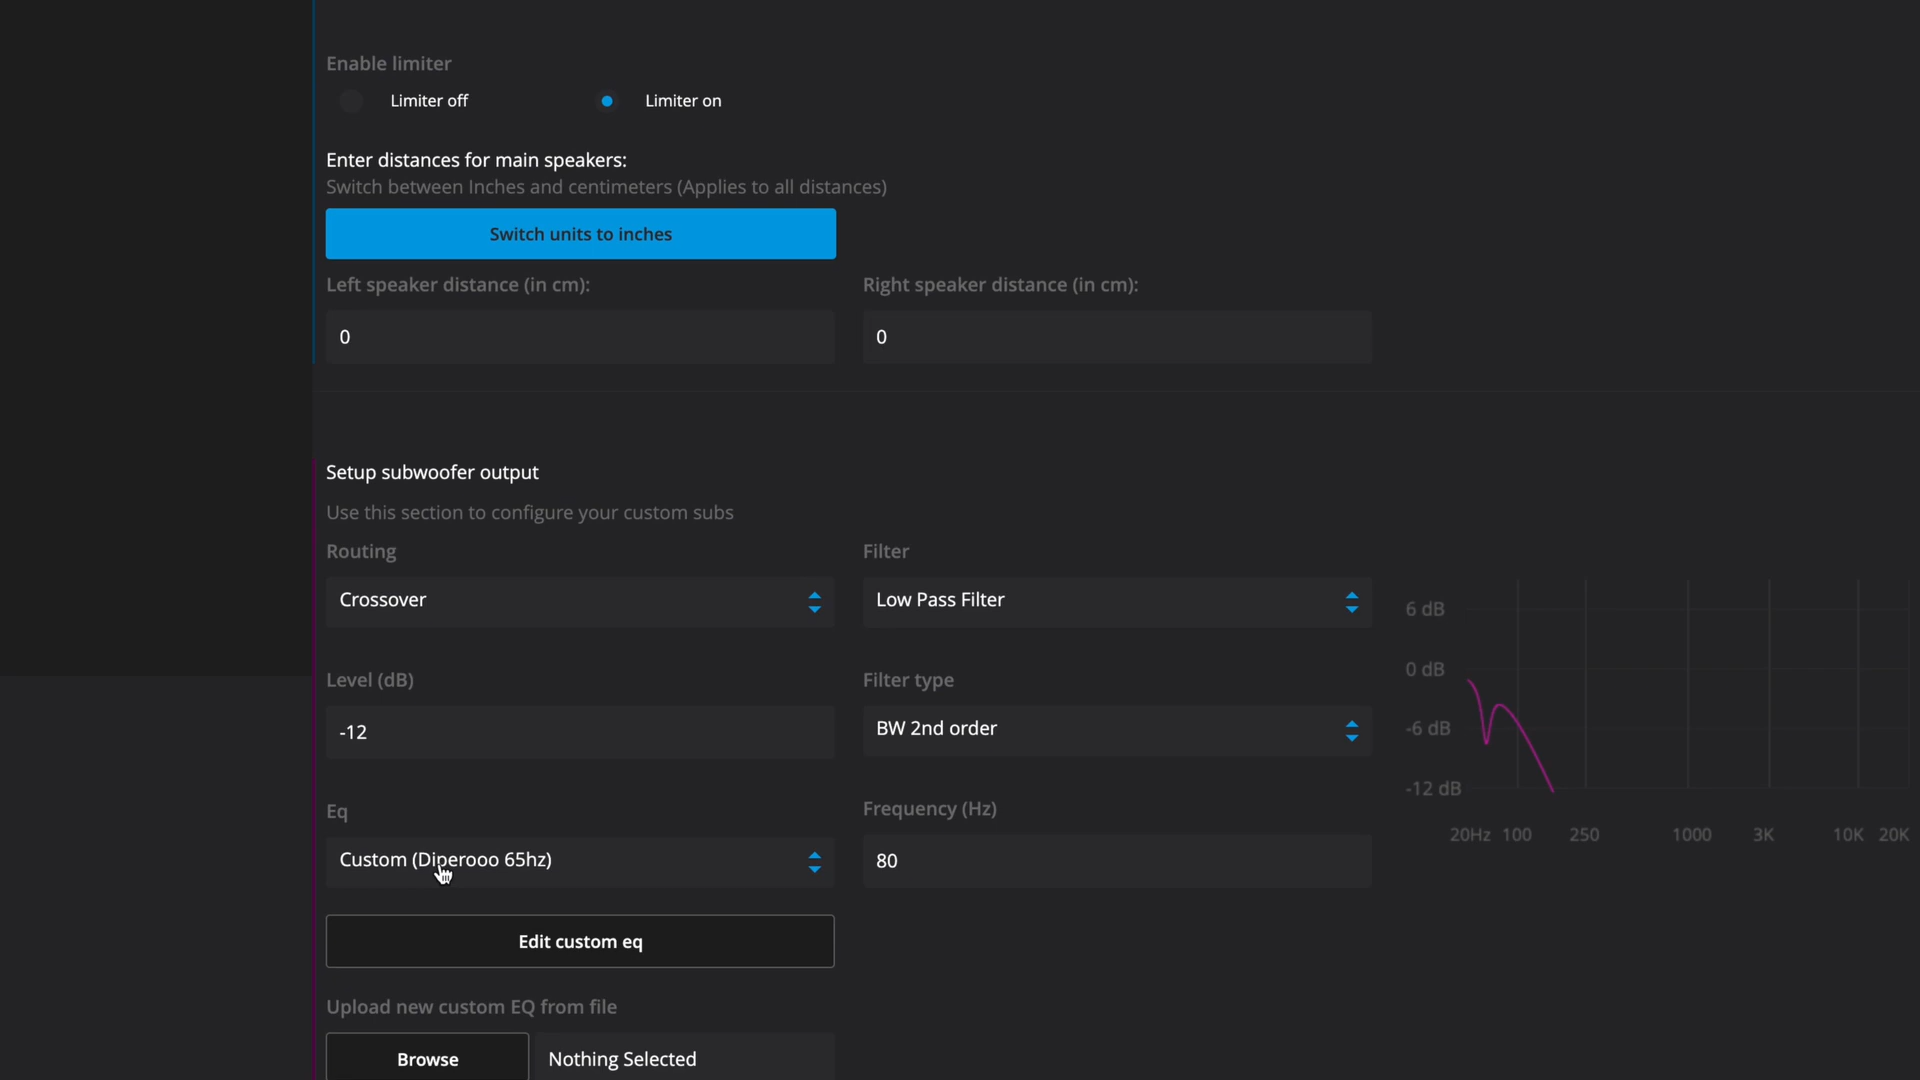 Enable limiter
Limiter off
Limiter on
Enter distances for main speakers:
Switch between Inches and centimeters (Applies to all distances)
Switch units to inches
Left speaker distance (in cm):
Right speaker distance (in cm):
0
0
Setup subwoofer output
Use this section to configure your custom subs
Routing
Filter
Crossover
Low Pass Filter
Level (dB)
Filter type
-12
BW 2nd order
Eq
Frequency (Hz)
Custom (Diperooo 65hz)
80
Edit custom eq
Upload new custom EQ from file
Browse
Nothing Selected
6 dB
0 dB
-6 dB
-12 dB
20Hz 100 250 1000 3K 10K 20K